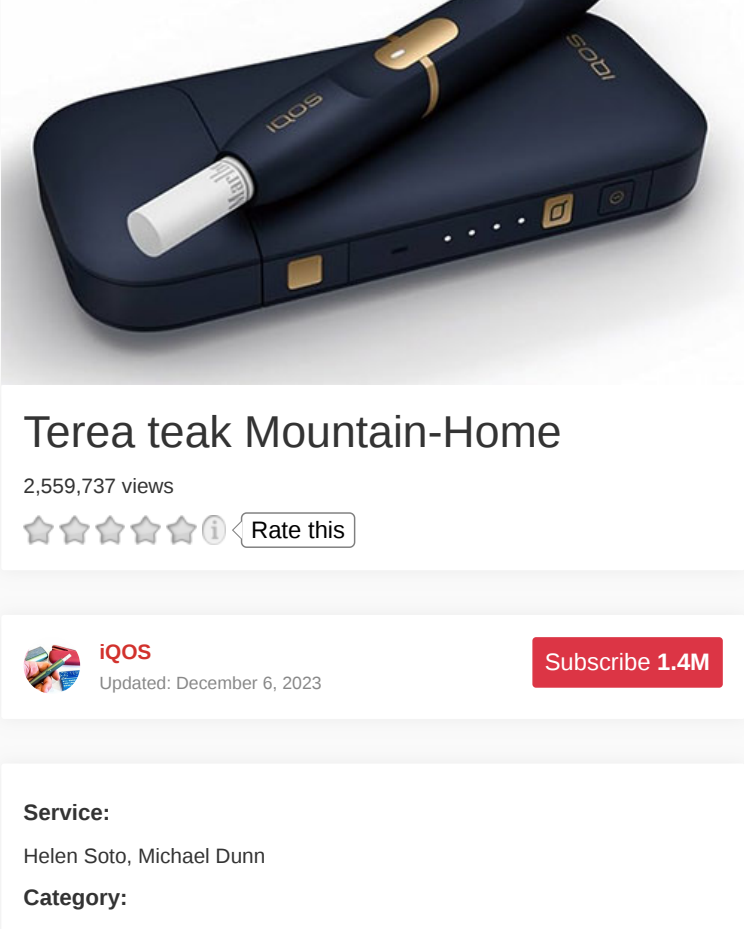 IQOS
IQOS
Terea teak Mountain-Home
2,559,737 views
Rate this
iQOS
Subscribe 1.4M
Updated: December 6, 2023
Service:
Helen Soto, Michael Dunn
Category: